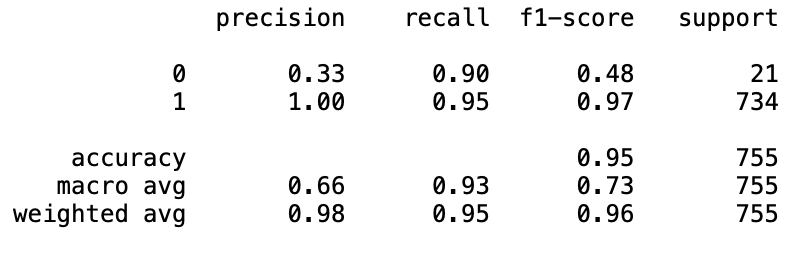 precision recall f1-score support
0 0.33 0.90 0.48 21
1 1.00 0.95 0.97 734
accuracy 0.95 755
macro avg 0.66 0.93 0.73 755
weighted avg 0.98 0.95 0.96 755